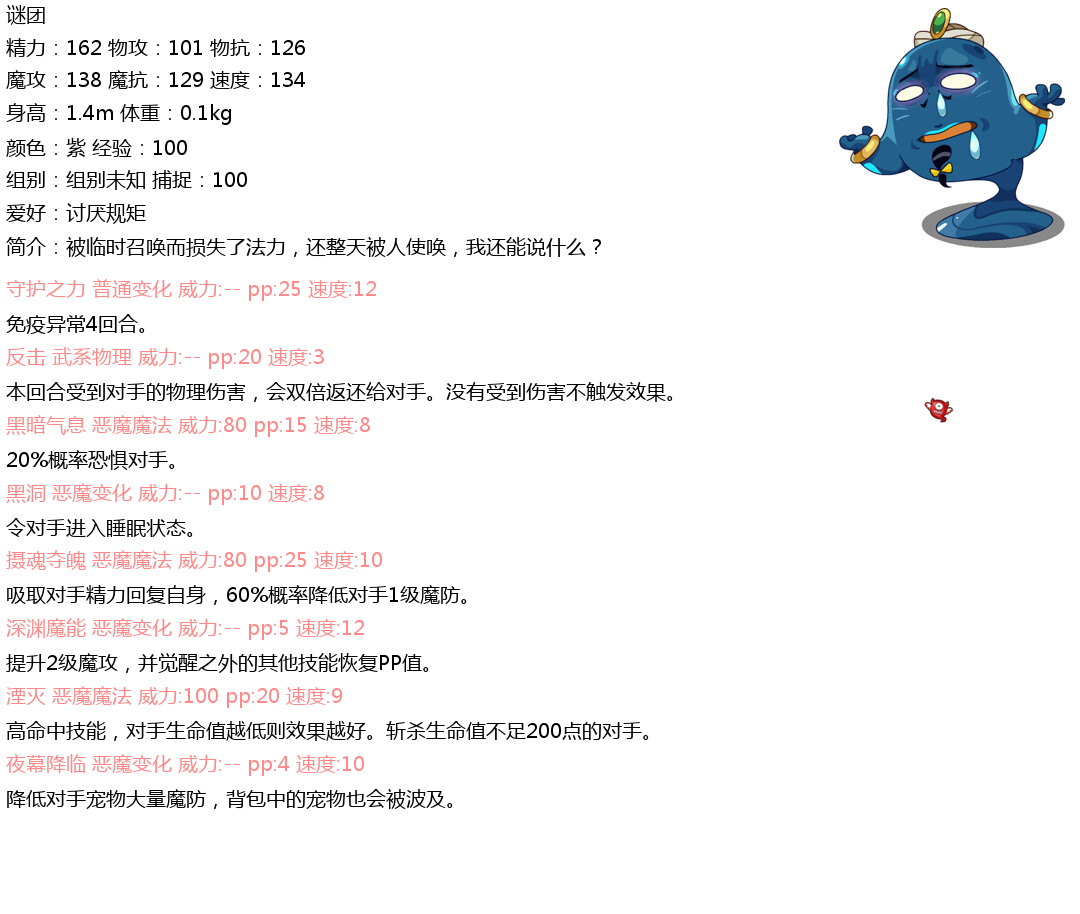 谜团
精力：162 物攻：101 物抗：126
魔攻：138 魔抗：129 速度：134
身高：1.4m 体重：0.1kg
颜色：紫 经验：100
组别：组别未知 捕捉：100
爱好：讨厌规矩
简介：被临时召唤而损失了法力，还整天被人使唤，我还能说什么？
守护之力 普通变化 威力:-- pp:25 速度:12
免疫异常4回合。
反击 武系物理 威力:-- pp:20 速度:3
本回合受到对手的物理伤害，会双倍返还给对手。没有受到伤害不触发效果。
黑暗气息 恶魔魔法 威力:80 pp:15 速度:8
20%概率恐惧对手。
黑洞 恶魔变化 威力:-- pp:10 速度:8
令对手进入睡眠状态。
摄魂夺魄 恶魔魔法 威力:80 pp:25 速度:10
吸取对手精力回复自身，60%概率降低对手1级魔防。
深渊魔能 恶魔变化 威力:-- pp:5 速度:12
提升2级魔攻，并觉醒之外的其他技能恢复PP值。
湮灭 恶魔魔法 威力:100 pp:20 速度:9
高命中技能，对手生命值越低则效果越好。斩杀生命值不足200点的对手。
夜幕降临 恶魔变化 威力:-- pp:4 速度:10
降低对手宠物大量魔防，背包中的宠物也会被波及。